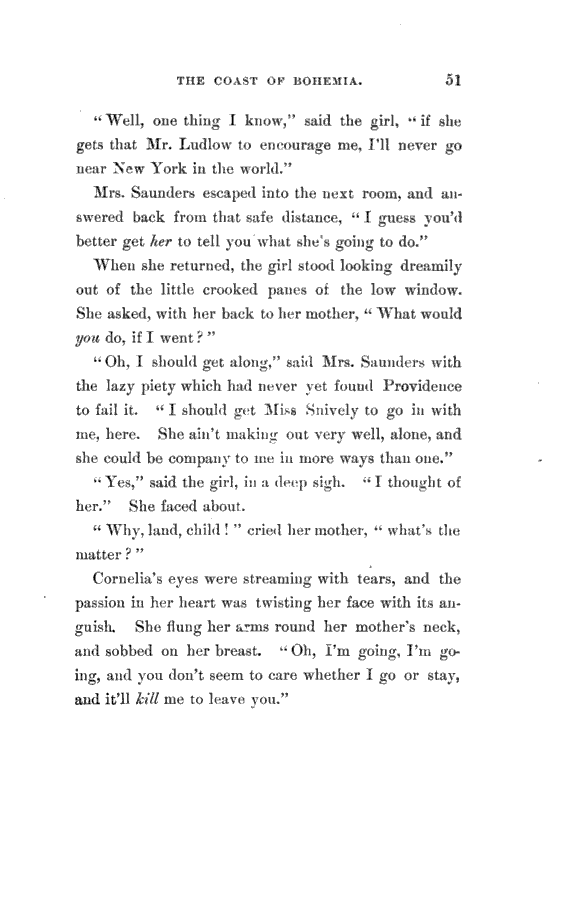 THE COAST OF BOHEMIA. 51
“Well, one thing I know,” said the girl, “if she
gets that Mr. Ludlow to encourage me, I'll never go
near New York in the world.”
Mrs. Saunders escaped into the next room, and an-
swered back from that safe distance, “I guess you'd
better get her to tell you what she's going to do.”
When she returned, the girl stood looking dreamily
out of the little crooked panes of the low window.
She asked, with her back to her mother, “What would
you do, if I went?”
“Oh, I should get along,” said Mrs. Saunders with
the lazy piety which had never yet found Providence
to fail it. “I should get Miss Snively to go in with
me, here. She ain't making out very well, alone, and
she could be company to me in more ways than one.”
“Yes,” said the girl, in a deep sigh. “I thought of
her.” She faced about.
“Why, land, child!” cried her mother, “what's the
matter?”
Cornelia's eyes were streaming with tears, and the
passion in her heart was twisting her face with its an-
guish. She flung her arms round her mother's neck,
and sobbed on her breast. “Oh, I'm going, I'm go-
ing, and you don't seem to care whether I go or stay,
and it'll kill me to leave you.”